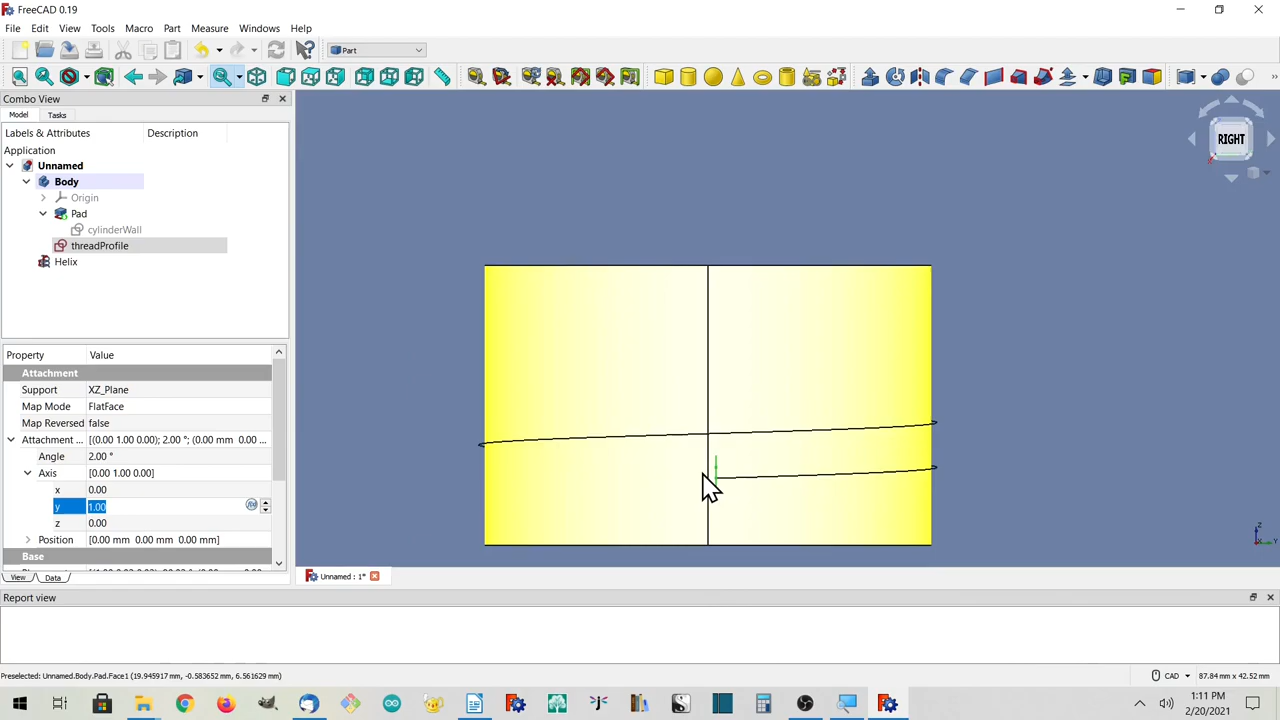 FreeCAD 0.19
File Edit View Tools Macro Part Measure Windows Help
Part
Combo View
Model Tasks
Labels & Attributes Description
Application
Unnamed
Body
Origin
Pad
cylinderWall
threadProfile
Helix
RIGHT
X
Z
Y
Property Value
Attachment
Support XZ_Plane
Map Mode FlatFace
Map Reversed false
Attachment ... [(0.00 1.00 0.00); 2.00 °; (0.00 mm 0.00 ...
Angle 2.00 °
Axis [0.00 1.00 0.00]
x 0.00
y 1.00
z 0.00
Position [0.00 mm 0.00 mm 0.00 mm]
Base
View Data
Unnamed : 1*
Report view
Preselected: Unnamed.Body.Pad.Face1 (19.945917 mm, -0.583652 mm, 6.561629 mm)
CAD
87.84 mm x 42.52 mm
1:11 PM
2/20/2021